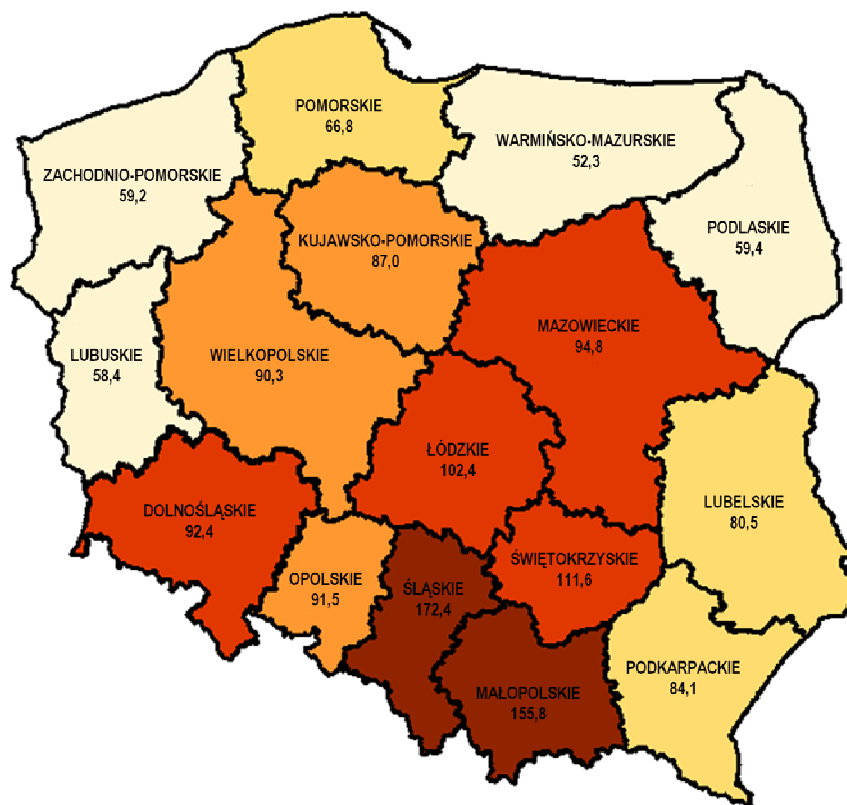 POMORSKIE
66,8
WARMIŃSKO-MAZURSKIE
52,3
ZACHODNIO-POMORSKIE
59,2
PODLASKIE
59,4
KUJAWSKO-POMORSKIE
87,0
MAZOWIECKIE
94,8
LUBUSKIE
58,4
WIELKOPOLSKIE
90,3
ŁÓDZKIE
102,4
LUBELSKIE
80,5
DOLNOŚLĄSKIE
92,4
ŚWIĘTOKRZYSKIE
111,6
OPOLSKIE
91,5
ŚLĄSKIE
172,4
PODKARPACKIE
84,1
MAŁOPOLSKIE
155,8